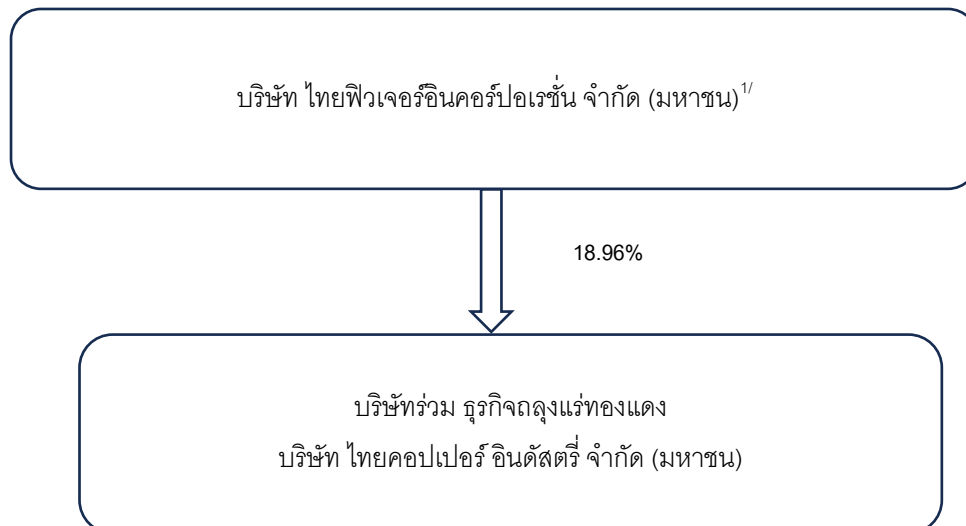 บริษัท ไทยฟิวเจอร์อินคอร์ปอเรชั่น จำกัด (มหาชน)1/
18.96%
บริษัทร่วม ธุรกิจถลุงแร่ทองแดง
บริษัท ไทยคอปเปอร์ อินดัสตรี่ จำกัด (มหาชน)